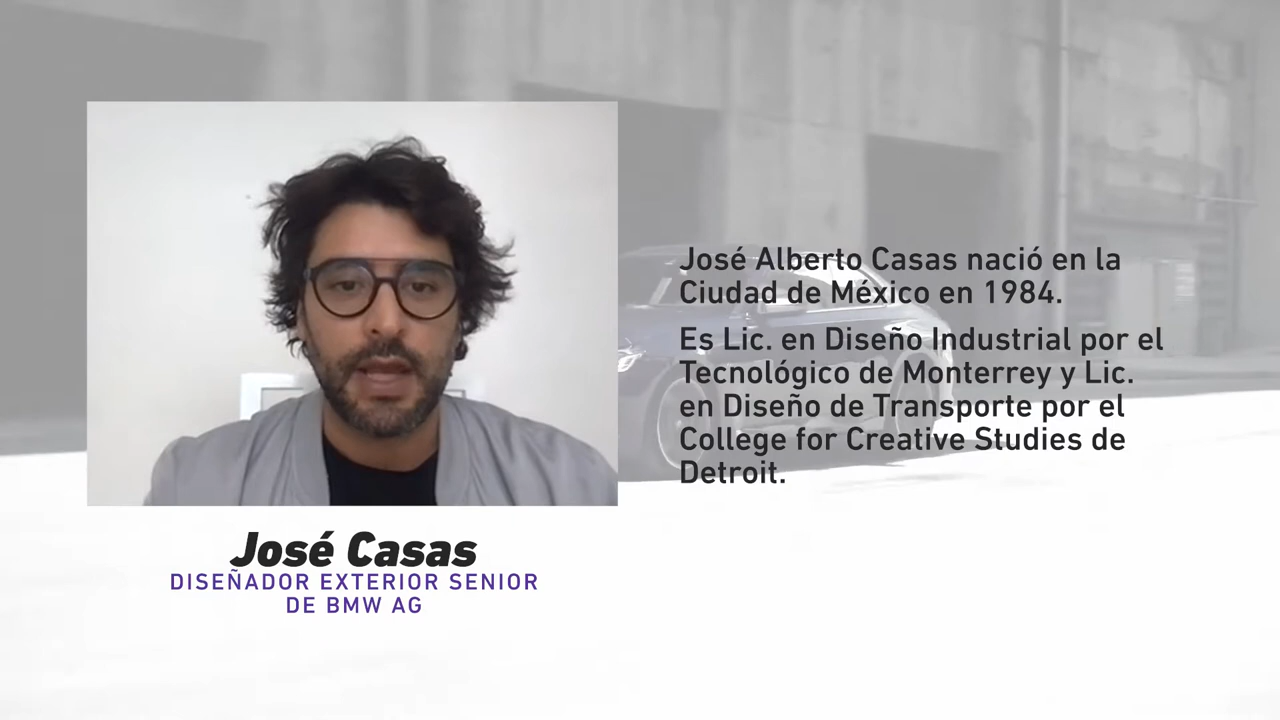 José Alberto Casas nació en la
Ciudad de México en 1984.
Es Lic. en Diseño Industrial por el
Tecnológico de Monterrey y Lic.
en Diseño de Transporte por el
College for Creative Studies de
Detroit.
José Casas
DISEÑADOR EXTERIOR SENIOR
DE BMW AG